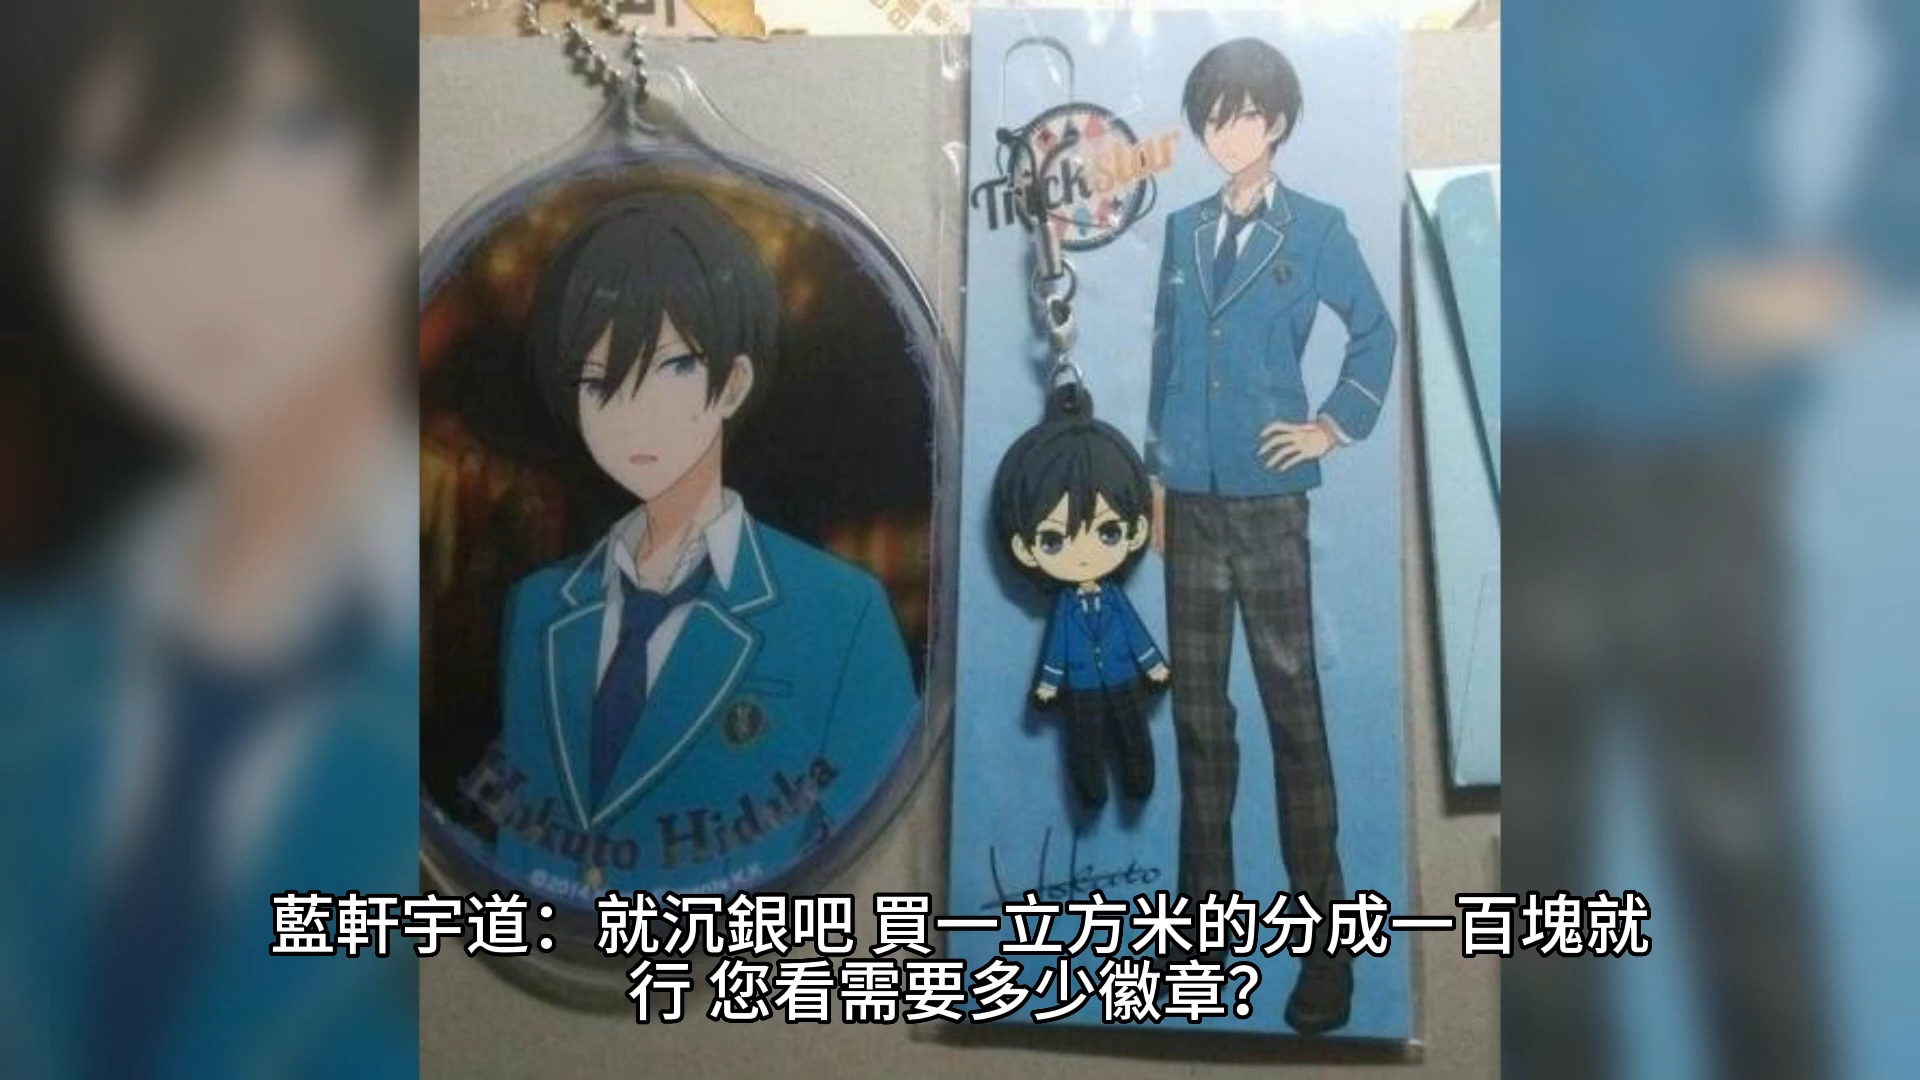 Trickstar
Hakuto Hidaka
Hokuto
藍軒宇道：就沉銀吧 買一立方米的分成一百塊就
行 您看需要多少徽章？